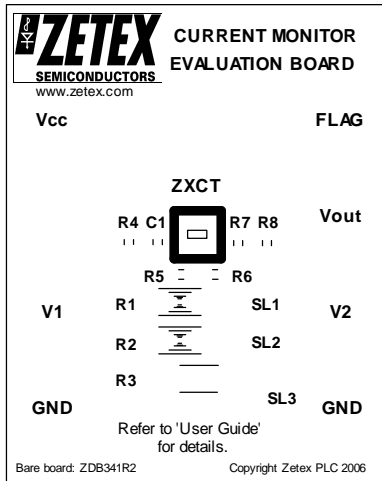 ZETEX
SEMICONDUCTORS
www.zetex.com
CURRENT MONITOR
EVALUATION BOARD
Vcc
FLAG
ZXCT
R4 C1 R7 R8
Vout
R5 R6
V1
R1
SL1
V2
R2
SL2
R3
SL3
GND
GND
Refer to 'User Guide'
for details.
Bare board: ZDB341R2
Copyright Zetex PLC 2006